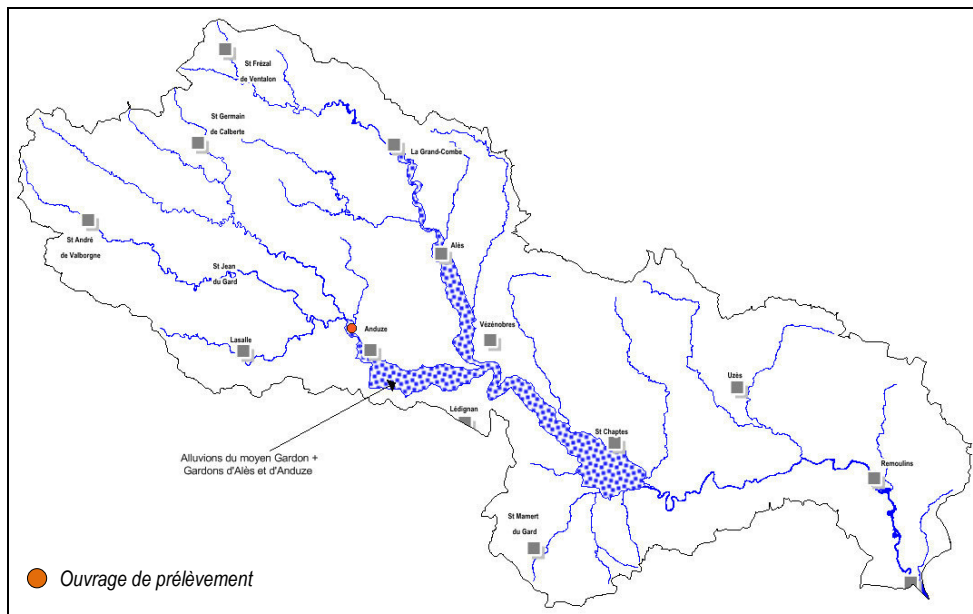 St Frézal
de Ventalon
St Germain
de Calberte
La Grand-Combe
St André
de Valborgne
Alès
St Jean
du Gard
Anduze
Vézénobres
Lasalle
Uzès
Lédignan
St Chaptes
Alluvions du moyen Gardon +
Gardons d'Alès et d'Anduze
Remoulins
St Mamert
du Gard
Ouvrage de prélèvement